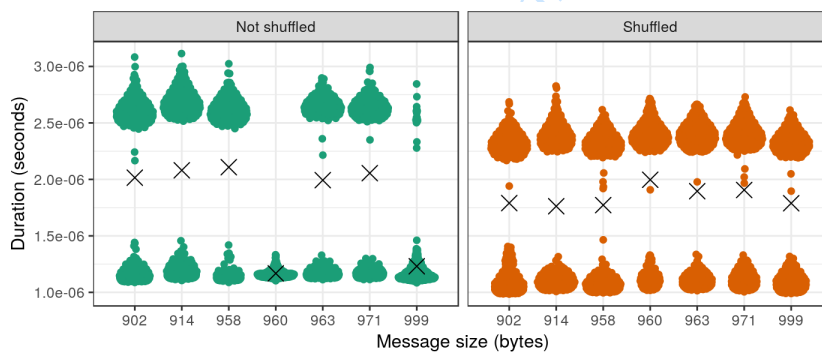 Not shuffled
Shuffled
Duration (seconds)
3.0e-06
2.5e-06
2.0e-06
1.5e-06
1.0e-06
902 914 958 960 963 971 999
902 914 958 960 963 971 999
Message size (bytes)